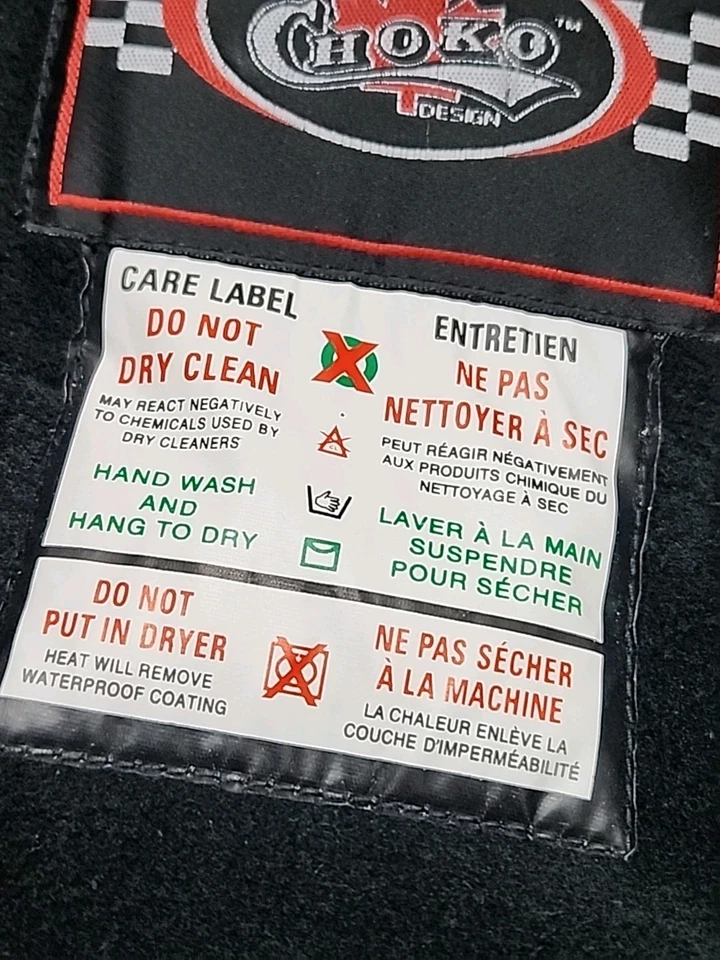 CHOKO™
DESIGN
CARE LABEL
DO NOT
DRY CLEAN
MAY REACT NEGATIVELY
TO CHEMICALS USED BY
DRY CLEANERS
HAND WASH
AND
HANG TO DRY
ENTRETIEN
NE PAS
NETTOYER À SEC
PEUT RÉAGIR NÉGATIVEMENT
AUX PRODUITS CHIMIQUE DU
NETTOYAGE À SEC
LAVER À LA MAIN
SUSPENDRE
POUR SÉCHER
DO NOT
PUT IN DRYER
HEAT WILL REMOVE
WATERPROOF COATING
NE PAS SÉCHER
À LA MACHINE
LA CHALEUR ENLÈVE LA
COUCHE D'IMPERMÉABILITÉ